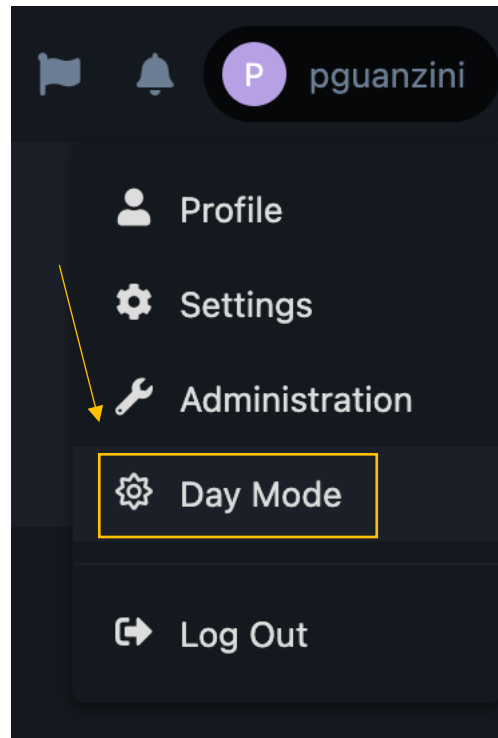 P pguanzini
Profile
Settings
Administration
Day Mode
Log Out